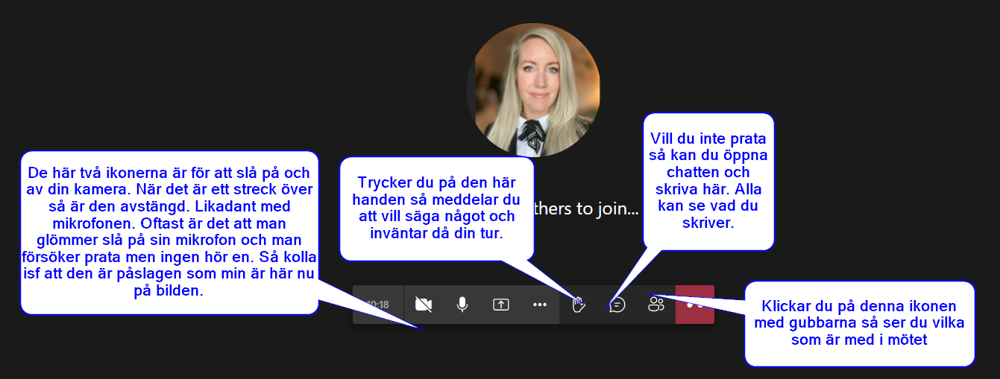 De här två ikonerna är för att slå på och
av din kamera. När det är ett streck över
så är den avstängd. Likadant med
mikrofonen. Oftast är det att man
glömmer slå på sin mikrofon och man
försöker prata men ingen hör en. Så kolla
isf att den är påslagen som min är här nu
på bilden.
Trycker du på den här
handen så meddelar du
att vill säga något och
inväntar då din tur.
thers to join...
Vill du inte prata
så kan du öppna
chatten och
skriva här. Alla
kan se vad du
skriver.
10:18
Klickar du på denna ikonen
med gubbarna så ser du vilka
som är med i mötet